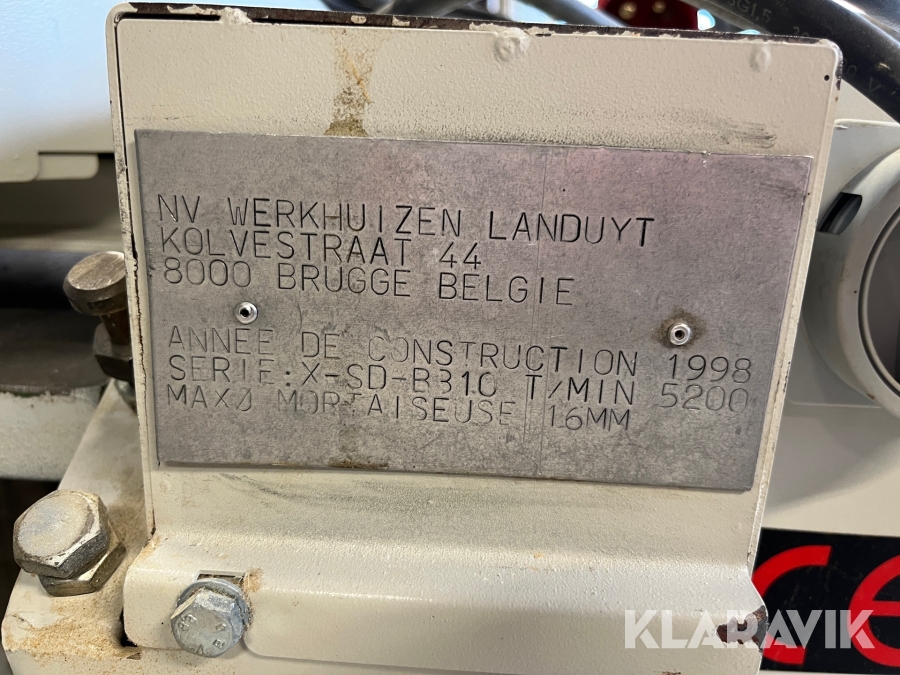 NV WERKHUIZEN LANDUYT
KOLVESTRAAT 44
8000 BRUGGE BELGIE
ANNEE DE CONSTRUCTION 1998
SERIE:X-SD-B310 T/MIN 5200
MAXØ MORTAISEUSE 16MM
CE
KLARAVIK